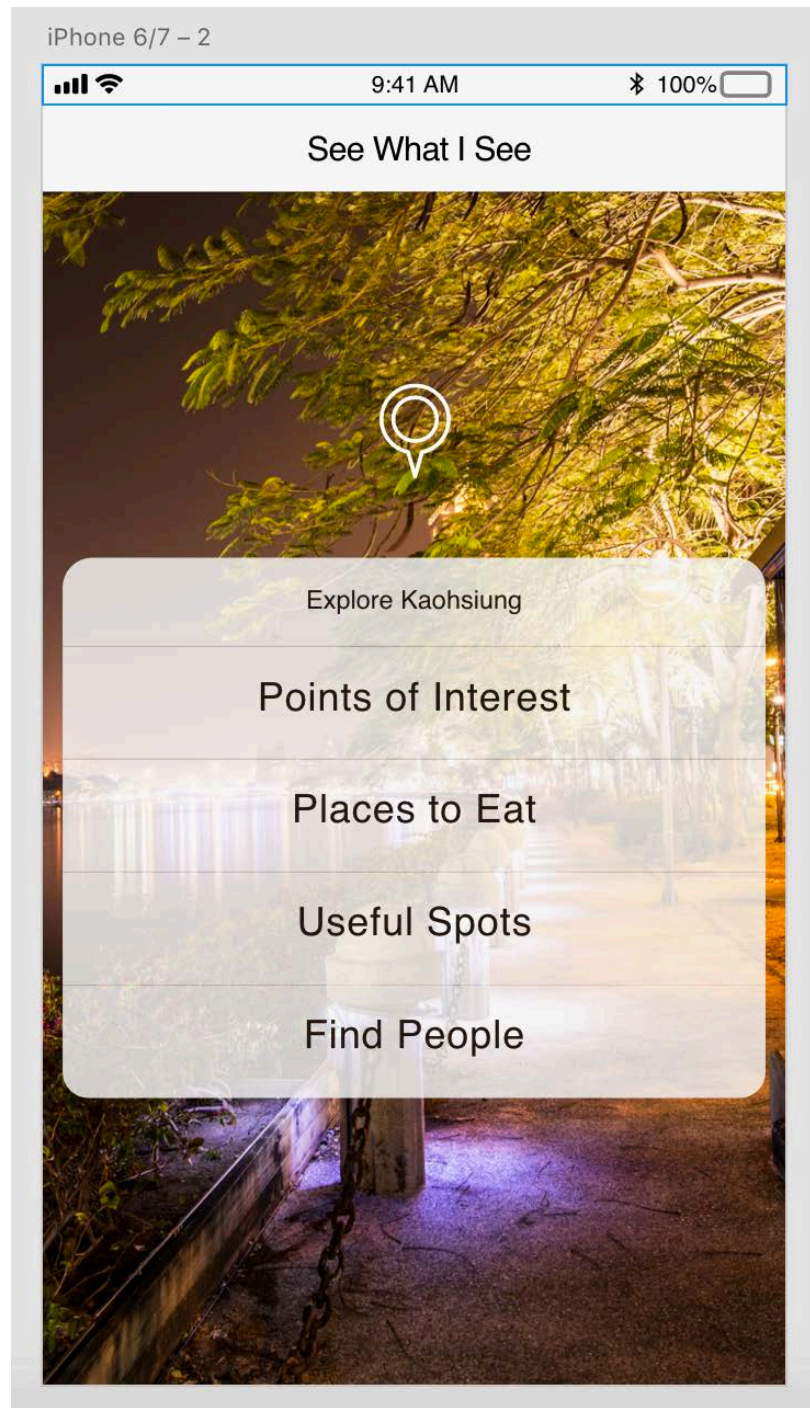 iPhone 6/7 – 2
9:41 AM 100%
See What I See
Explore Kaohsiung
Points of Interest
Places to Eat
Useful Spots
Find People